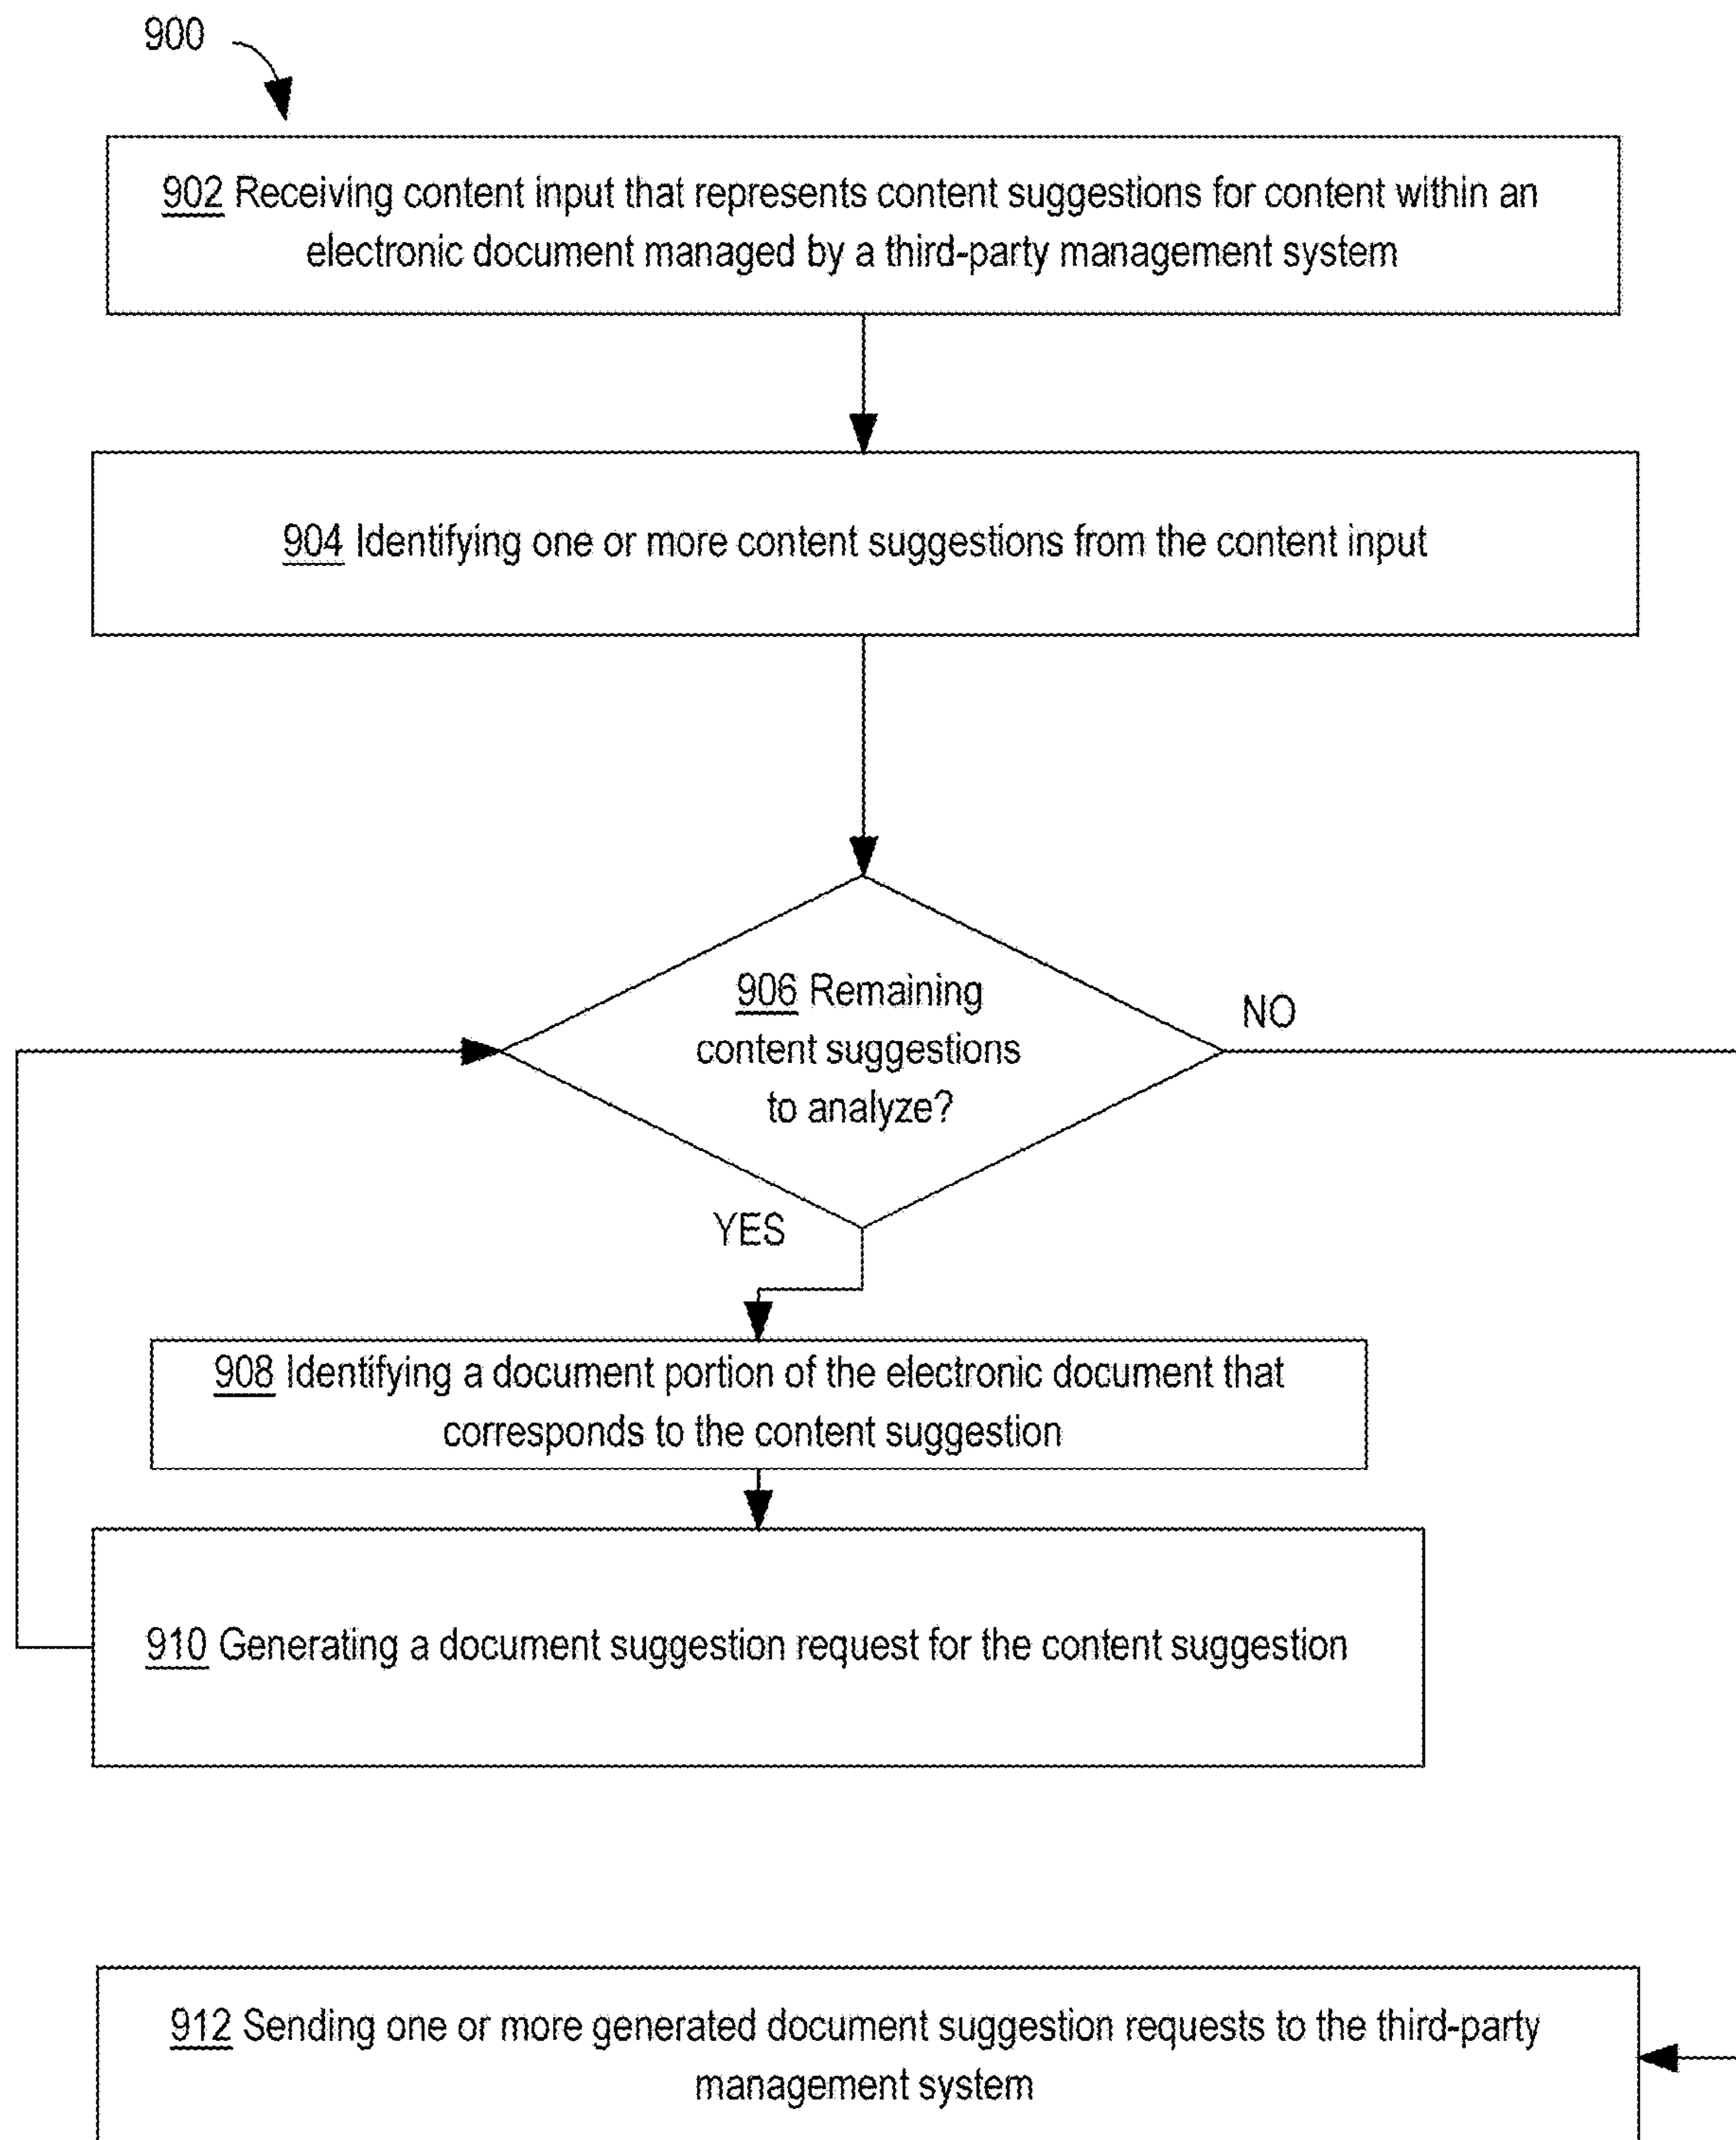 900
902 Receiving content input that represents content suggestions for content within an
electronic document managed by a third-party management system
904 Identifying one or more content suggestions from the content input
906 Remaining
content suggestions
to analyze?
NO
YES
908 Identifying a document portion of the electronic document that
corresponds to the content suggestion
910 Generating a document suggestion request for the content suggestion
912 Sending one or more generated document suggestion requests to the third-party
management system